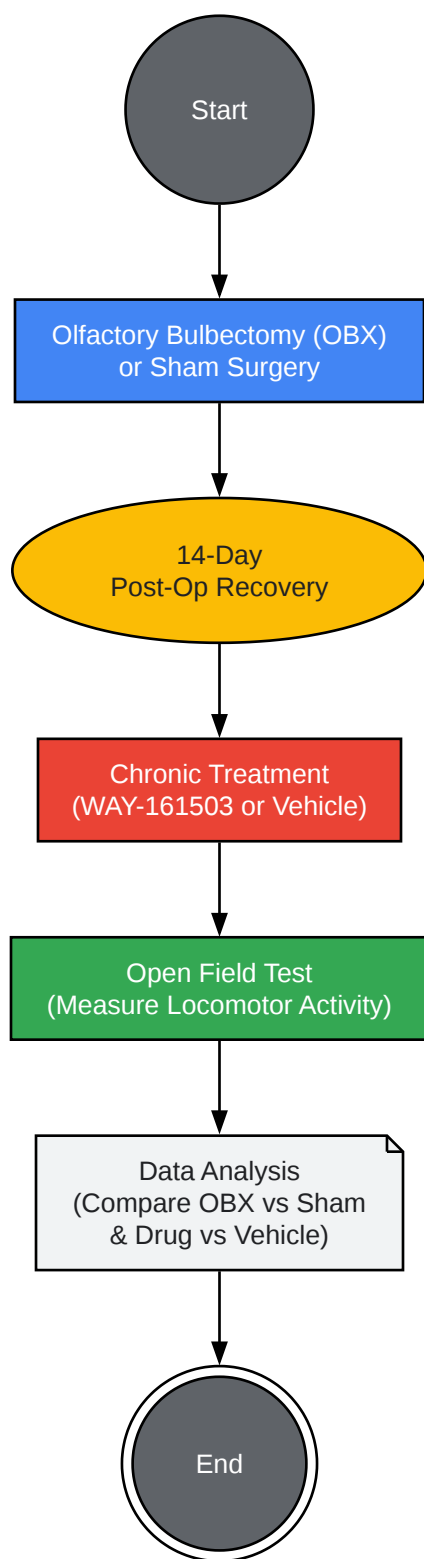 Start
Olfactory Bulbectomy (OBX)
or Sham Surgery
14-Day
Post-Op Recovery
Chronic Treatment
(WAY-161503 or Vehicle)
Open Field Test
(Measure Locomotor Activity)
Data Analysis
(Compare OBX vs Sham
& Drug vs Vehicle)
End